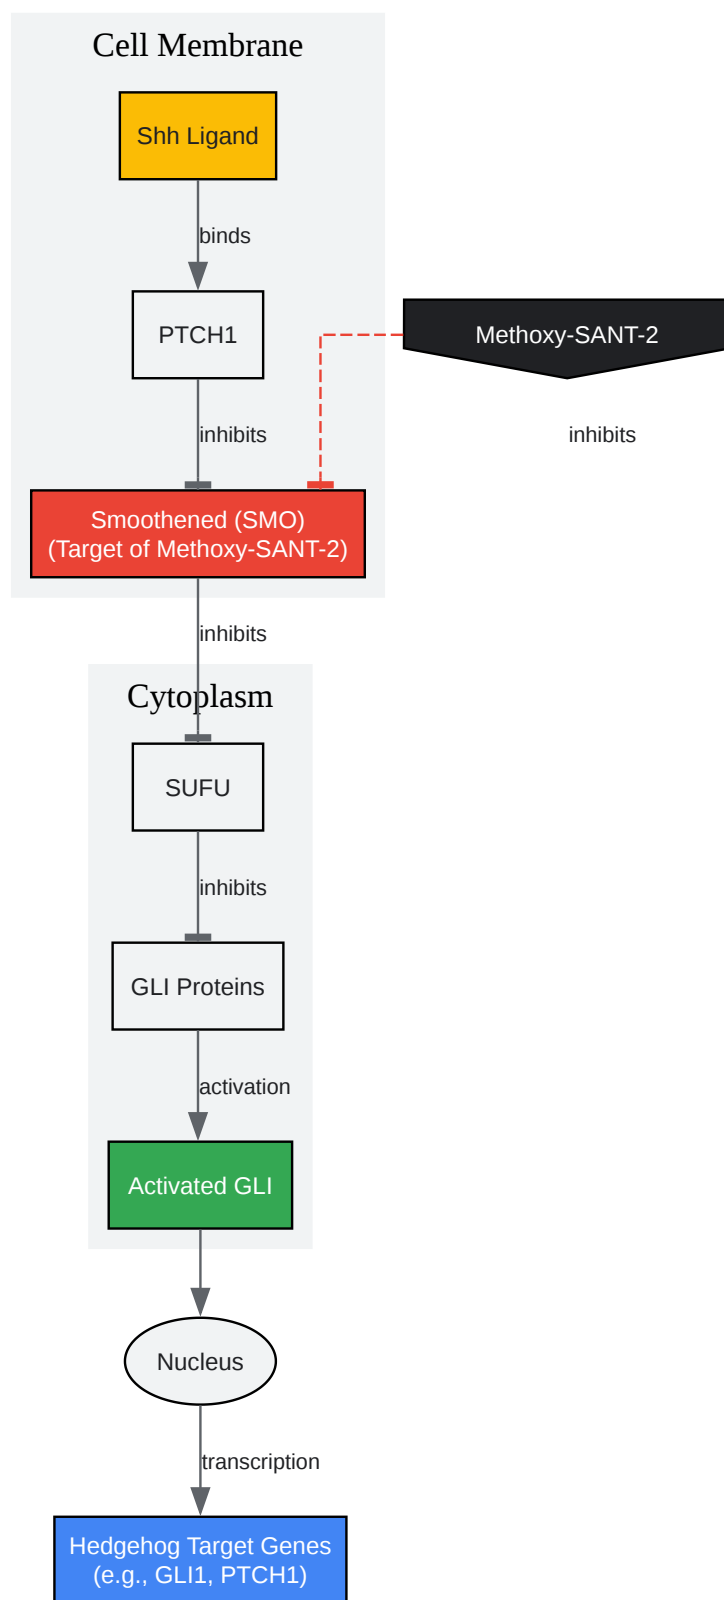 Cell Membrane
Shh Ligand
binds
PTCH1
Methoxy-SANT-2
inhibits
inhibits
Smoothened (SMO)
(Target of Methoxy-SANT-2)
inhibits
Cytoplasm
SUFU
inhibits
GLI Proteins
activation
Activated GLI
Nucleus
transcription
Hedgehog Target Genes
(e.g., GLI1, PTCH1)